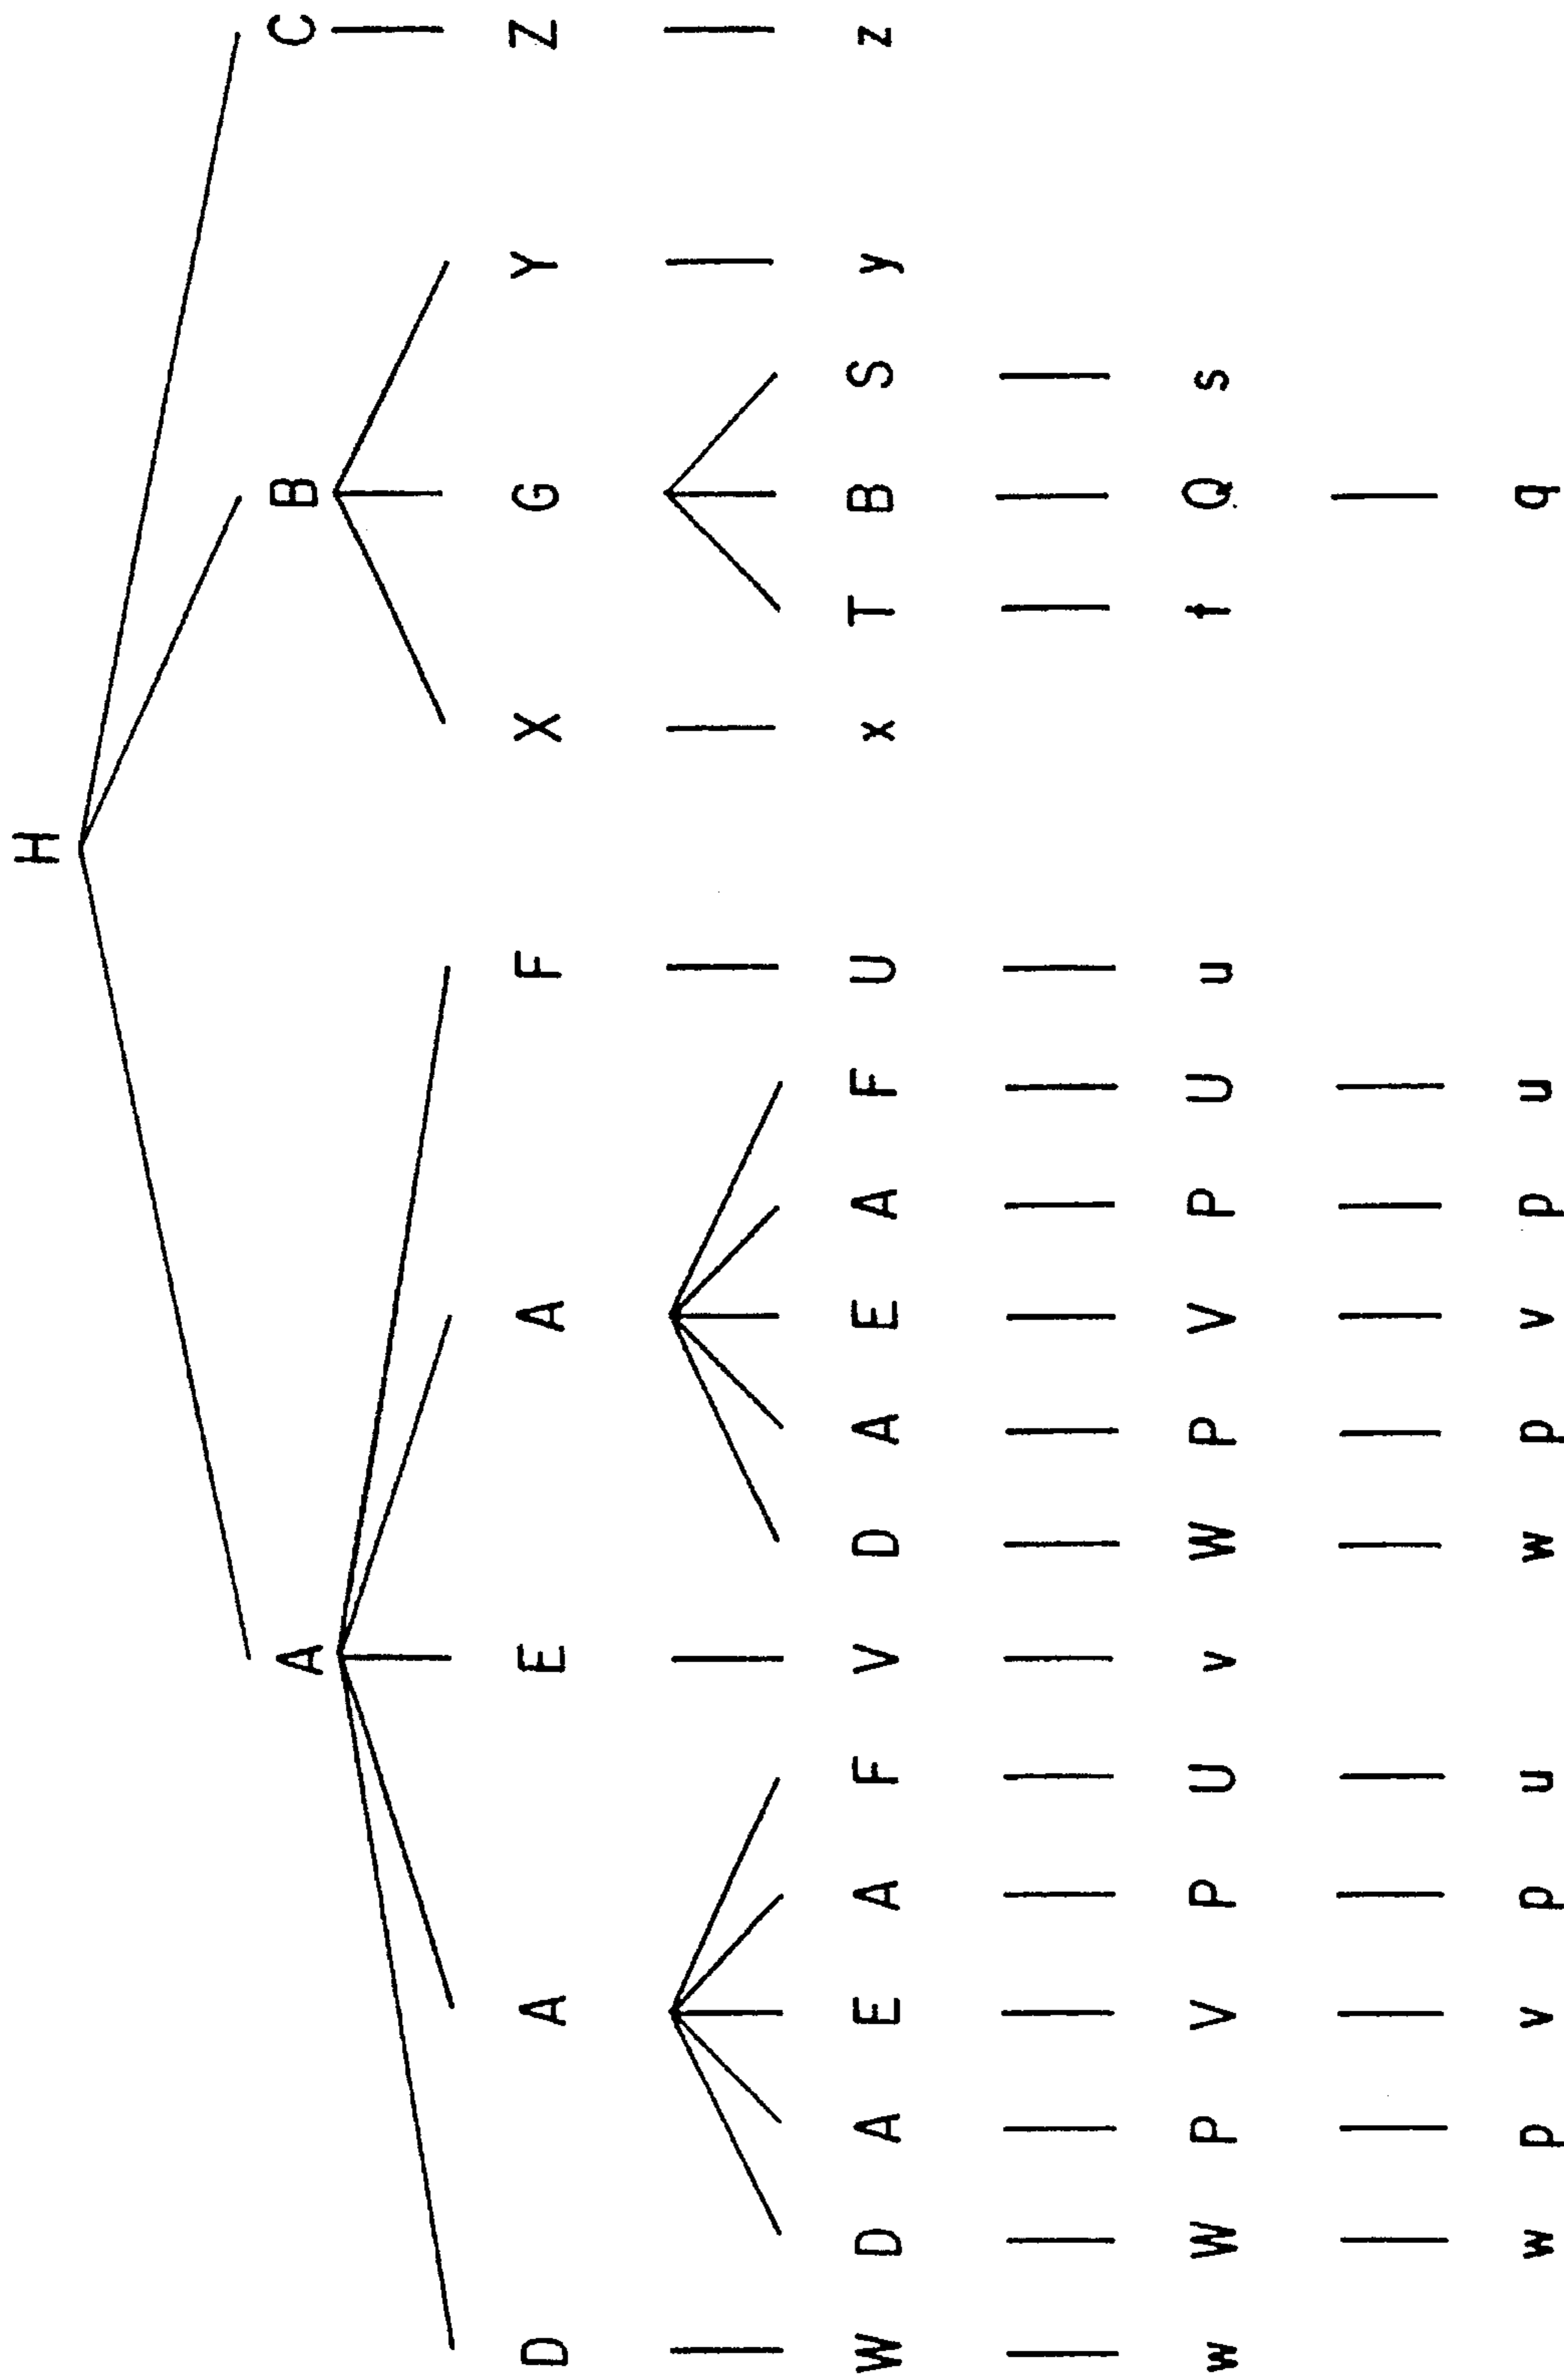 H
A B C
D A E A F X G Y Z
W D A E A F V D A E A F U x T B S y z
w W P V P U v W P V P U u t Q s
w p v p u w p v p u q